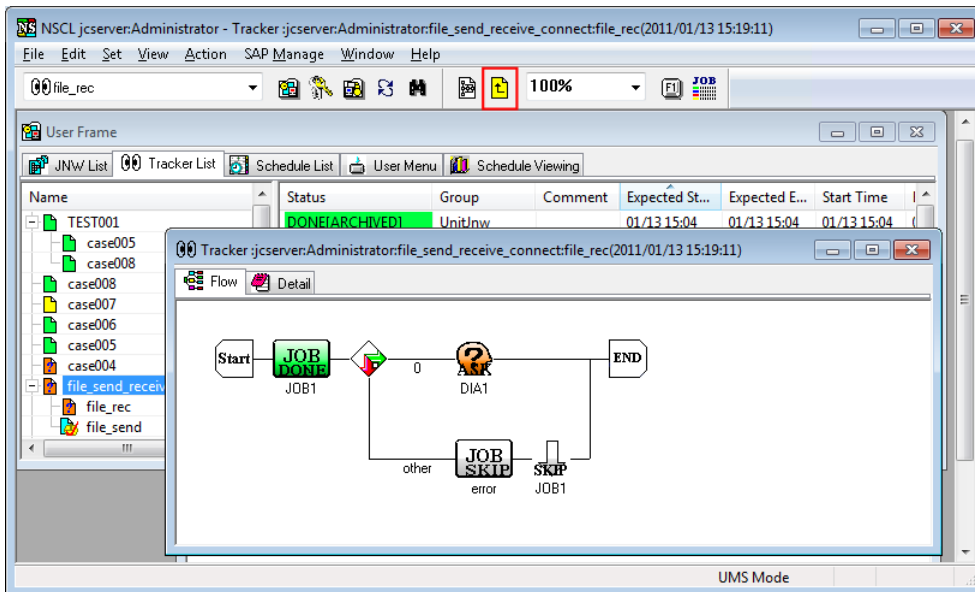 NSCL jcserver:Administrator - Tracker :jcserver:Administrator:file_send_receive_connect:file_rec(2011/01/13 15:19:11)
File Edit Set View Action SAP Manage Window Help
file_rec 100% F1 JOB
User Frame
JNW List Tracker List Schedule List User Menu Schedule Viewing
Name Status Group Comment Expected St... Expected E... Start Time
TEST001 DONE[ARCHIVED] UnitJnw 01/13 15:04 01/13 15:04 01/13 15:04
case005
case008
case008
case007
case006
case005
case004
file_send_receiv
file_rec
file_send
Tracker :jcserver:Administrator:file_send_receive_connect:file_rec(2011/01/13 15:19:11)
Flow Detail
Start JOB DONE 0 ASK END
JOB1 DIA1
other JOB SKIP SKIP
error JOB1
UMS Mode